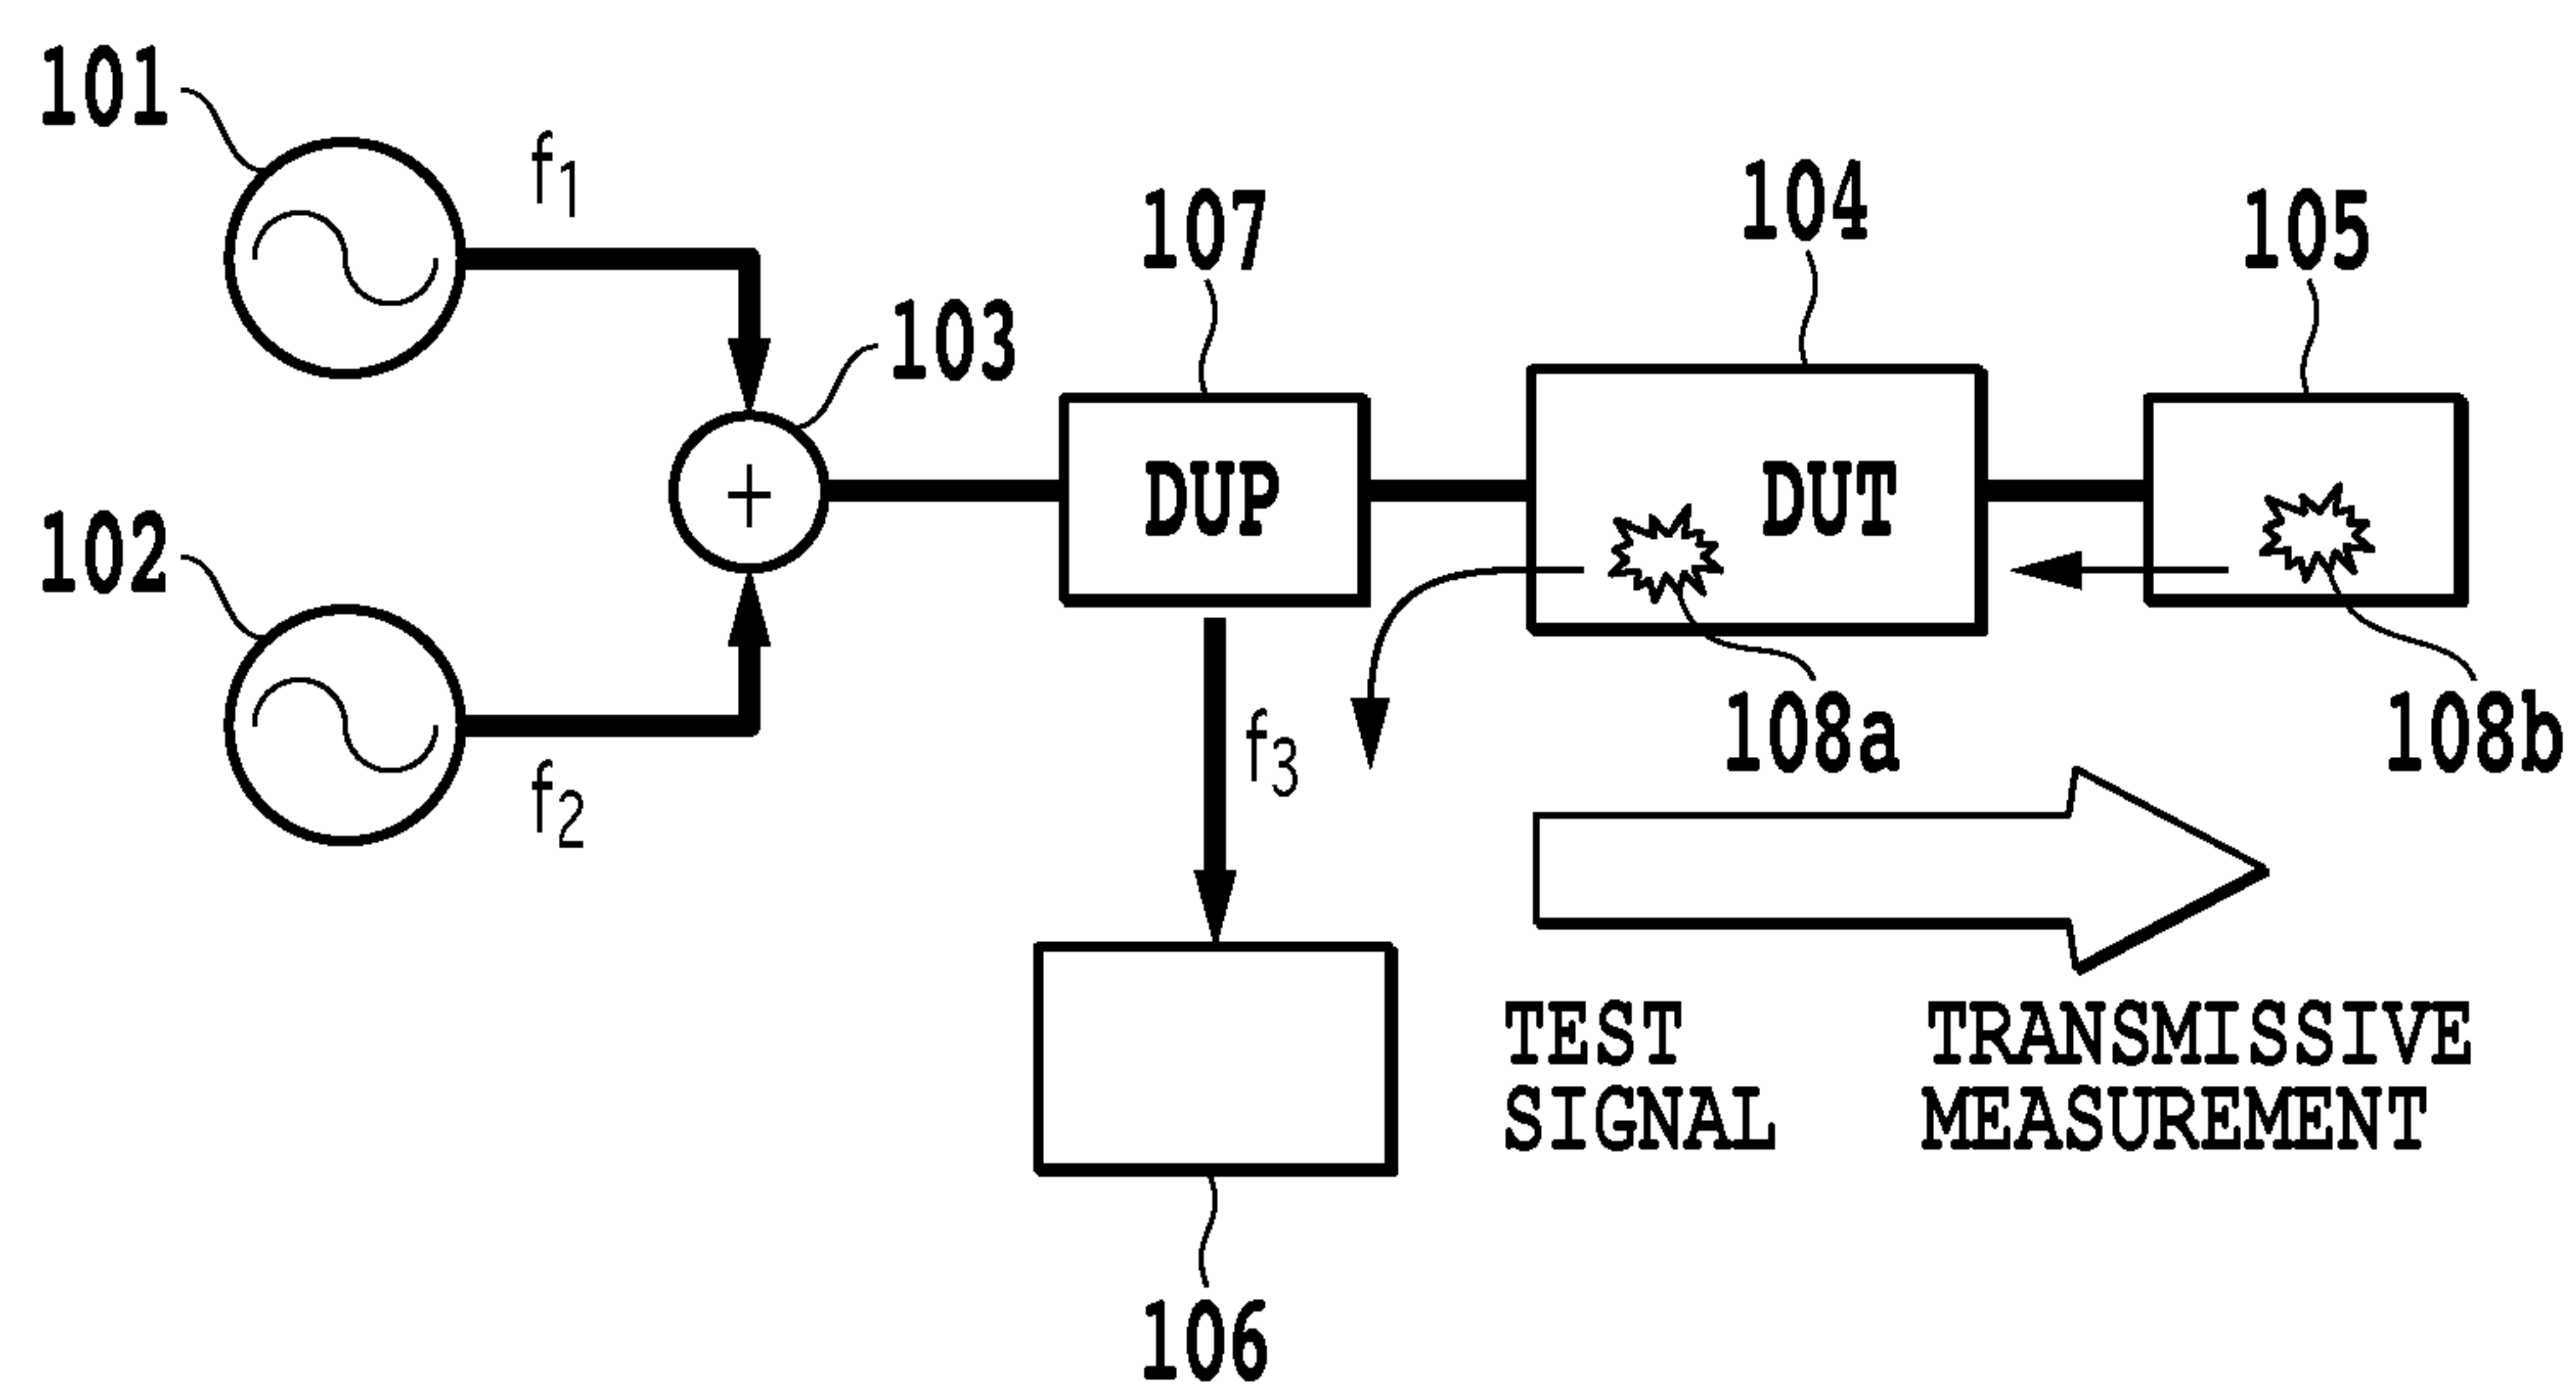 101
f1
102
f2
103
+
107
DUP
104
DUT
105
108a
108b
f3
106
TEST
SIGNAL
TRANSMISSIVE
MEASUREMENT